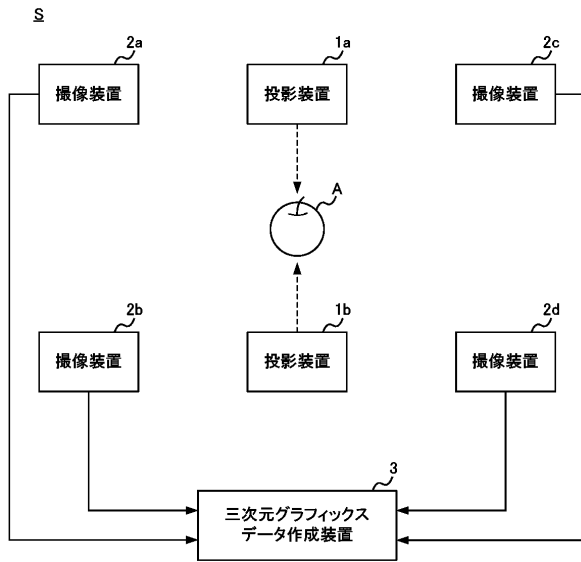 S
2a
1a
2c
撮像装置
投影装置
撮像装置
A
2b
1b
2d
撮像装置
投影装置
撮像装置
3
三次元グラフィックス
データ作成装置